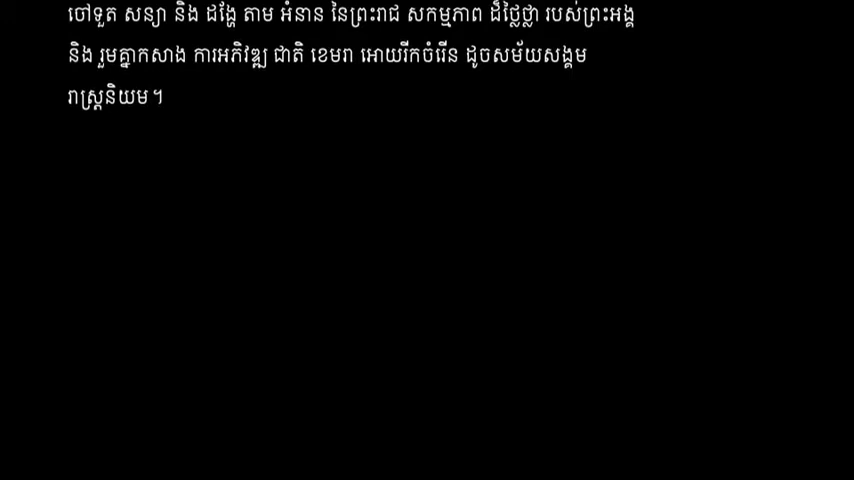 ចៅទួត សន្យា នឹង ដង្ហែ តាម អំនាន នៃព្រះរាជ សកម្មភាព ដ៏ថ្លៃថ្លា របស់ព្រះអង្គ
និង រួមគ្នាកសាង ការអភិវឌ្ឍ ជាតិ ខេមរា អោយរីកចំរើន ដូចសម័យសង្គម
រាស្ត្រនិយម។